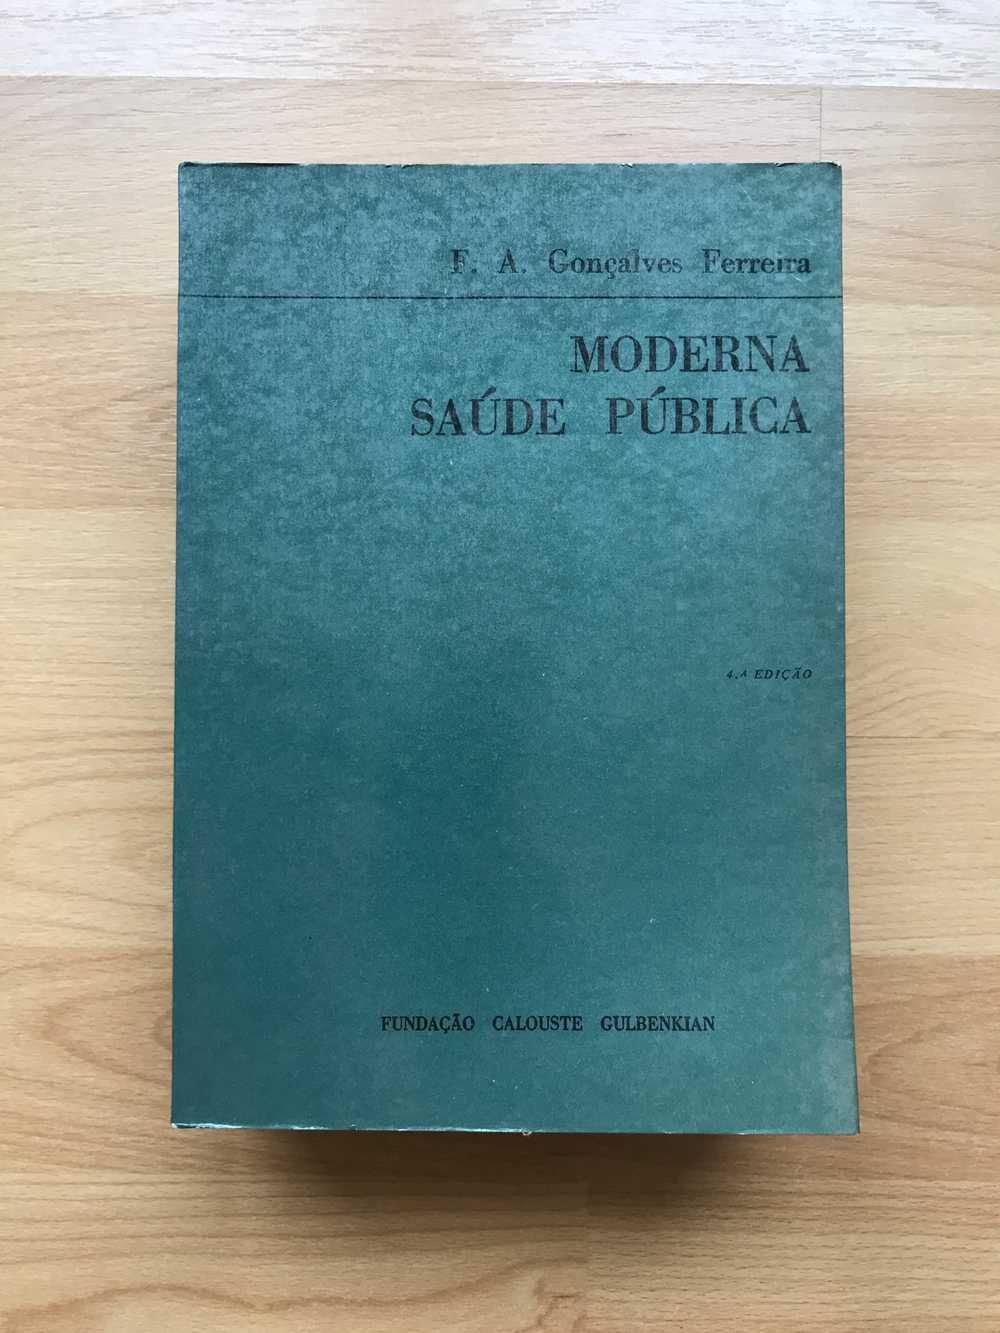 F. A. Gonçalves Ferreira
MODERNA
SAÚDE PÚBLICA
4.ª EDIÇÃO
FUNDAÇÃO CALOUSTE GULBENKIAN